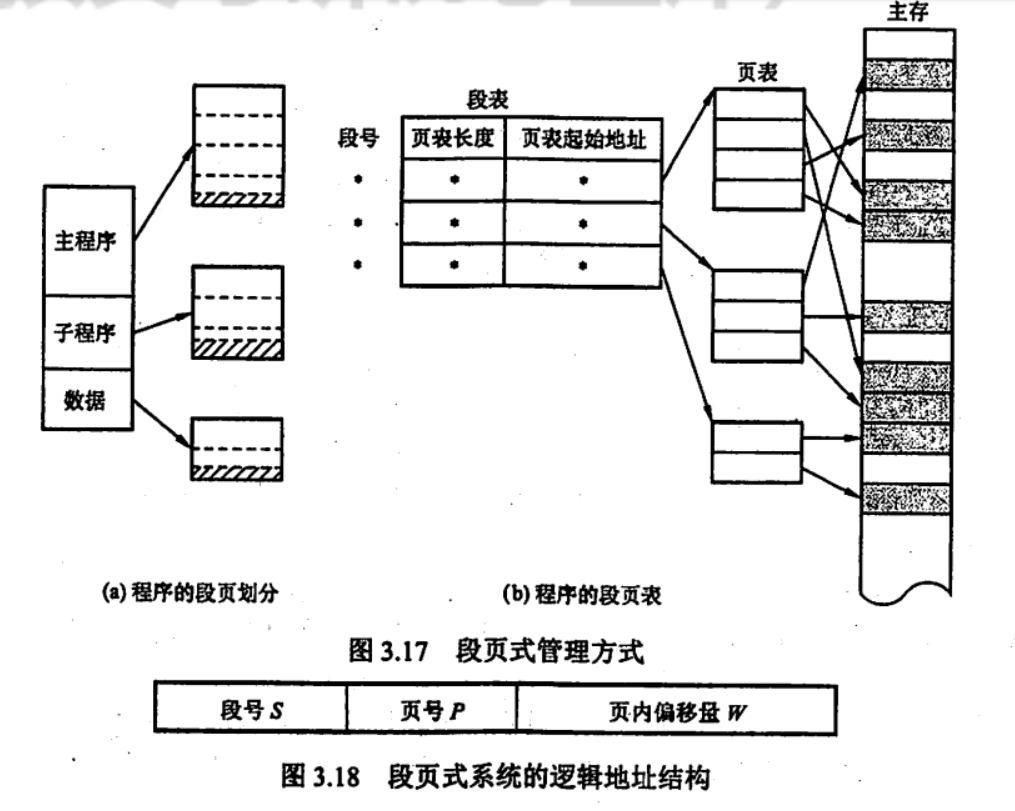 主存
页表
段表
段号
页表长度 页表起始地址
* * *
* * *
* * *
主程序
子程序
数据
(a) 程序的段页划分
(b) 程序的段页表
图 3.17 段页式管理方式
段号 S 页号 P 页内偏移量 W
图 3.18 段页式系统的逻辑地址结构